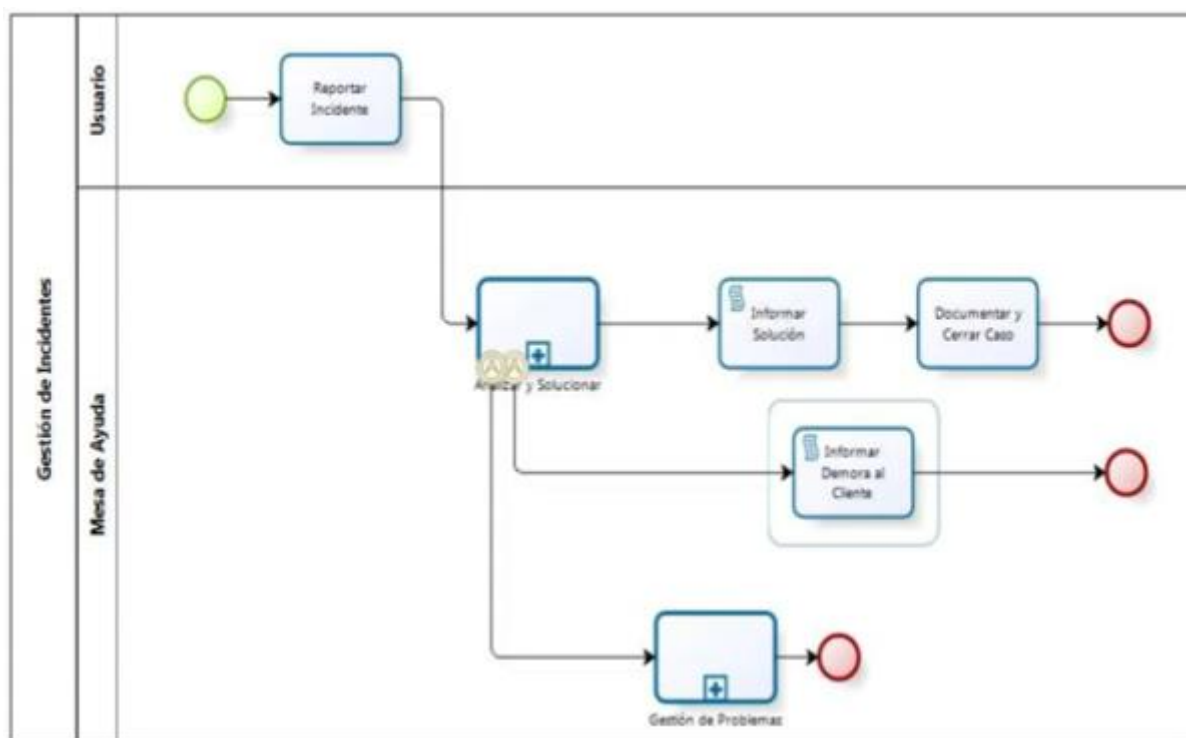 Gestión de Incidentes
Usuario
Reportar
Incidente
Mesa de Ayuda
Analizar y Solucionar
Informar
Solución
Documentar y
Cerrar Caso
Informar
Demora al
Cliente
Gestión de Problemas